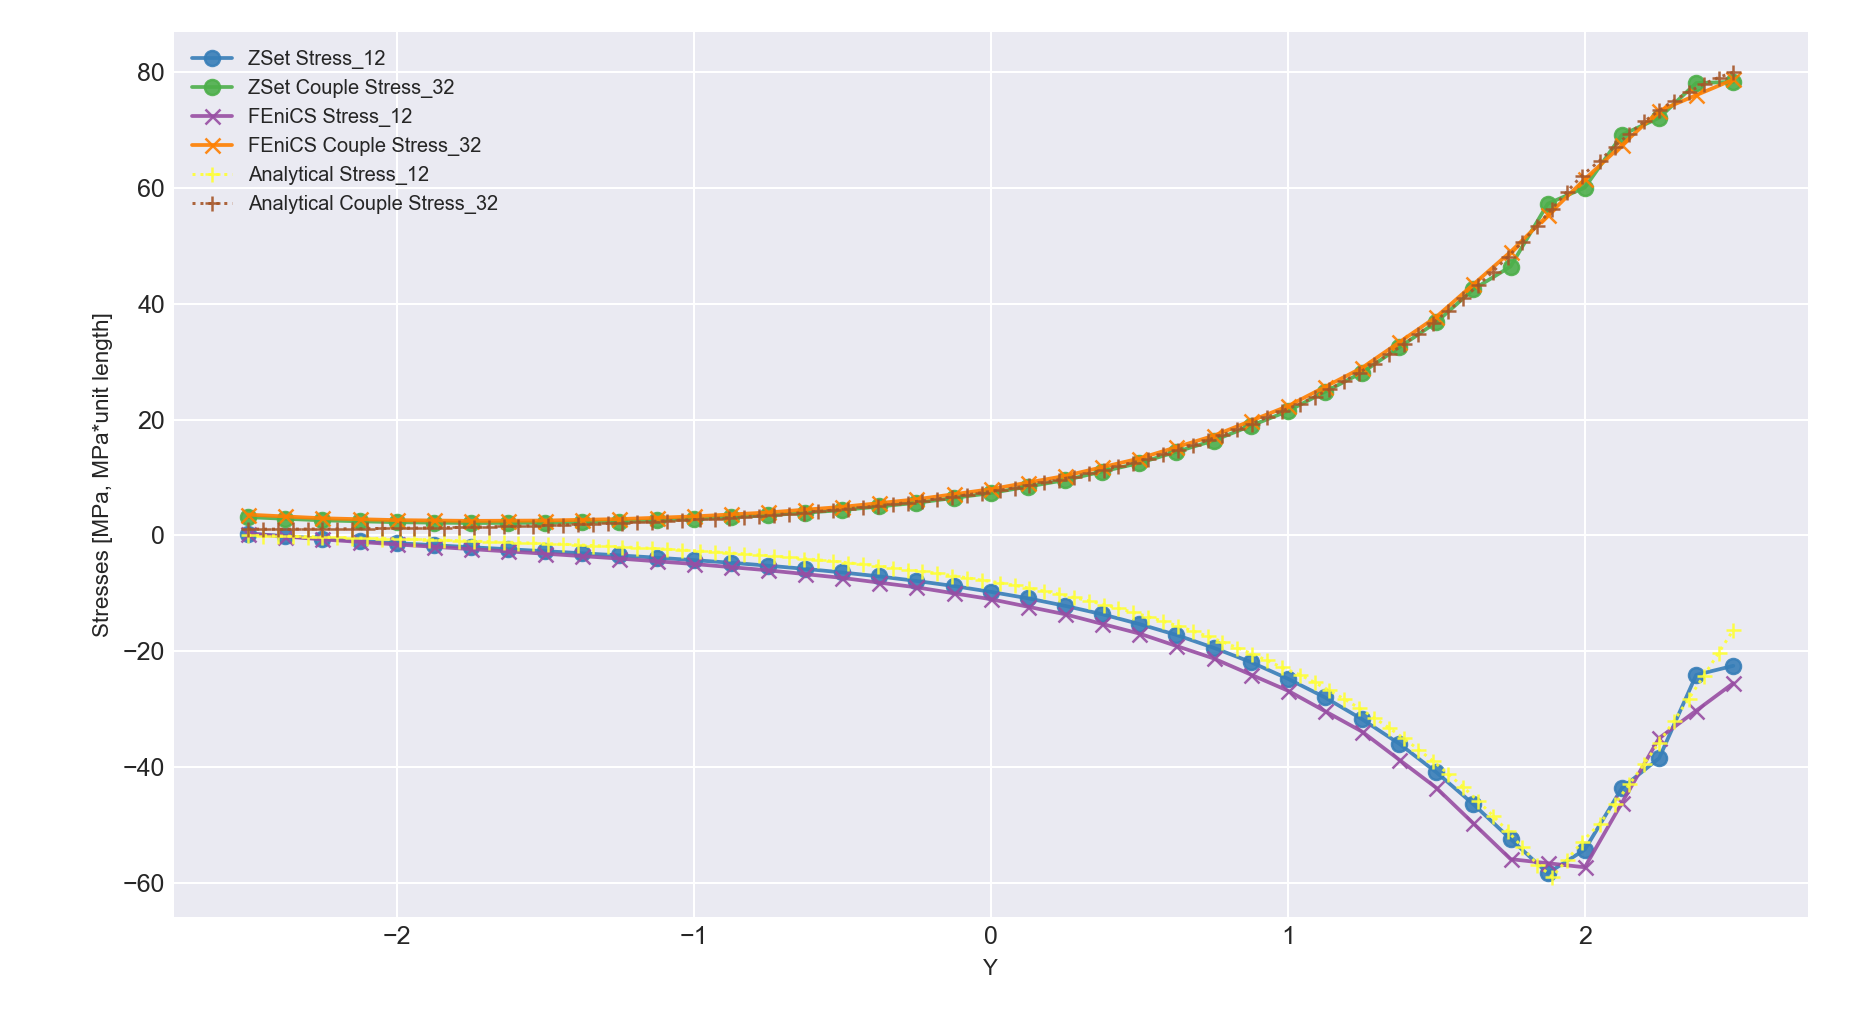 ZSet Stress_12
ZSet Couple Stress_32
FEniCS Stress_12
FEniCS Couple Stress_32
Analytical Stress_12
Analytical Couple Stress_32
80
60
40
20
0
−20
−40
−60
Stresses [MPa, MPa*unit length]
−2
−1
0
1
2
Y